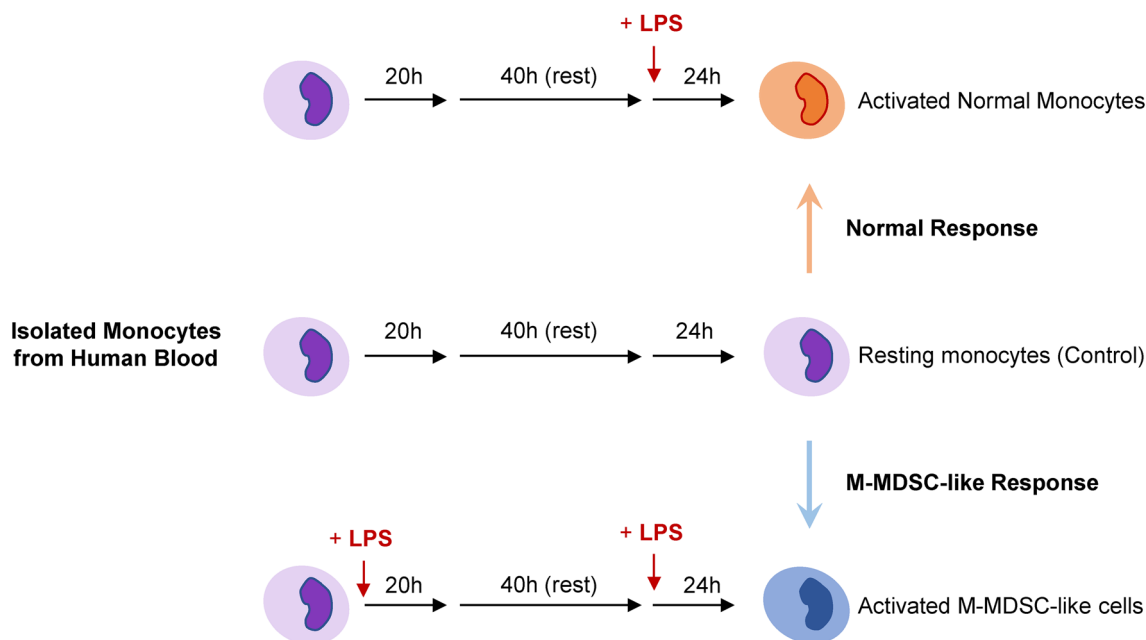 + LPS
20h
40h (rest)
24h
Activated Normal Monocytes
Normal Response
Isolated Monocytes
from Human Blood
20h
40h (rest)
24h
Resting monocytes (Control)
M-MDSC-like Response
+ LPS
+ LPS
20h
40h (rest)
24h
Activated M-MDSC-like cells